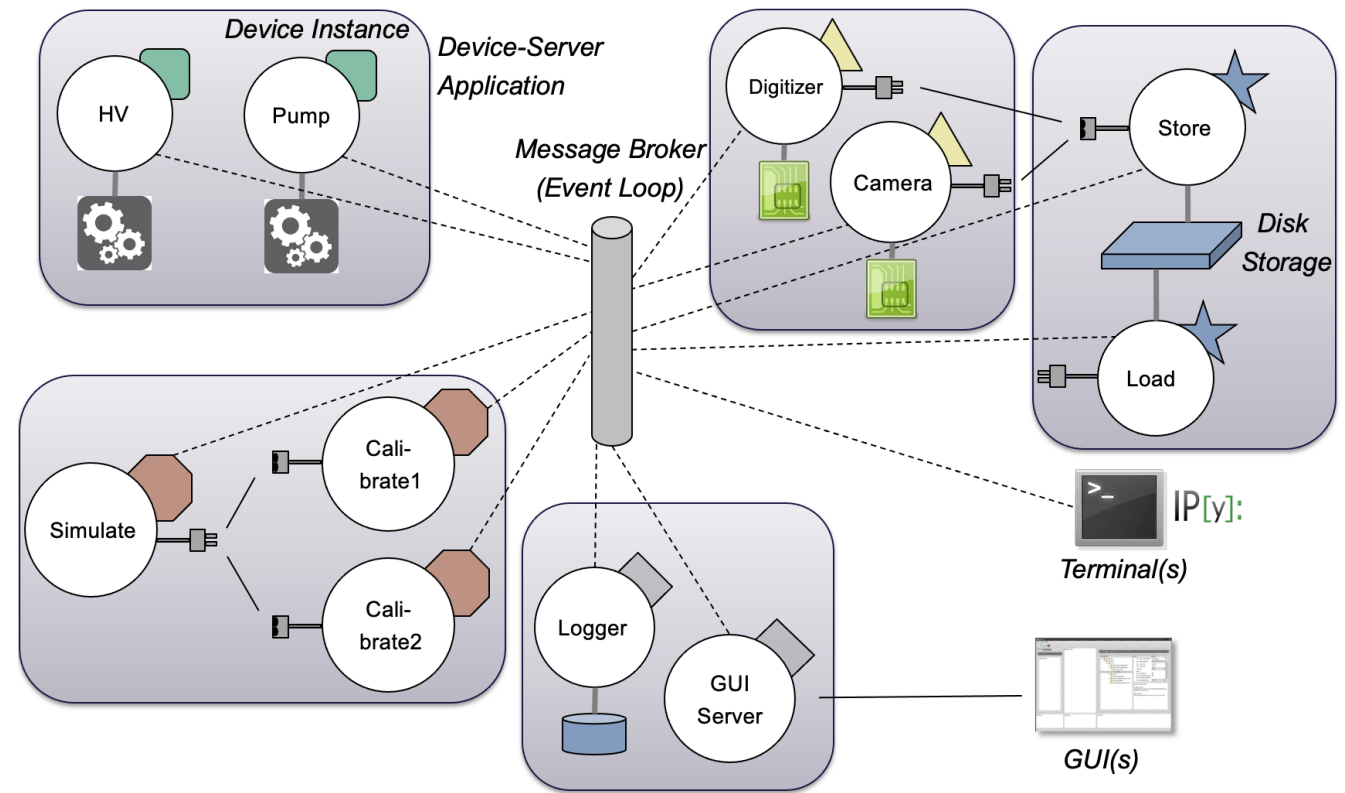 Device Instance
Device-Server
Application
HV
Pump
Message Broker
(Event Loop)
Digitizer
Camera
Store
Disk
Storage
Load
Simulate
Cali-
brate1
Cali-
brate2
Logger
GUI
Server
>_
IP[y]:
Terminal(s)
GUI(s)